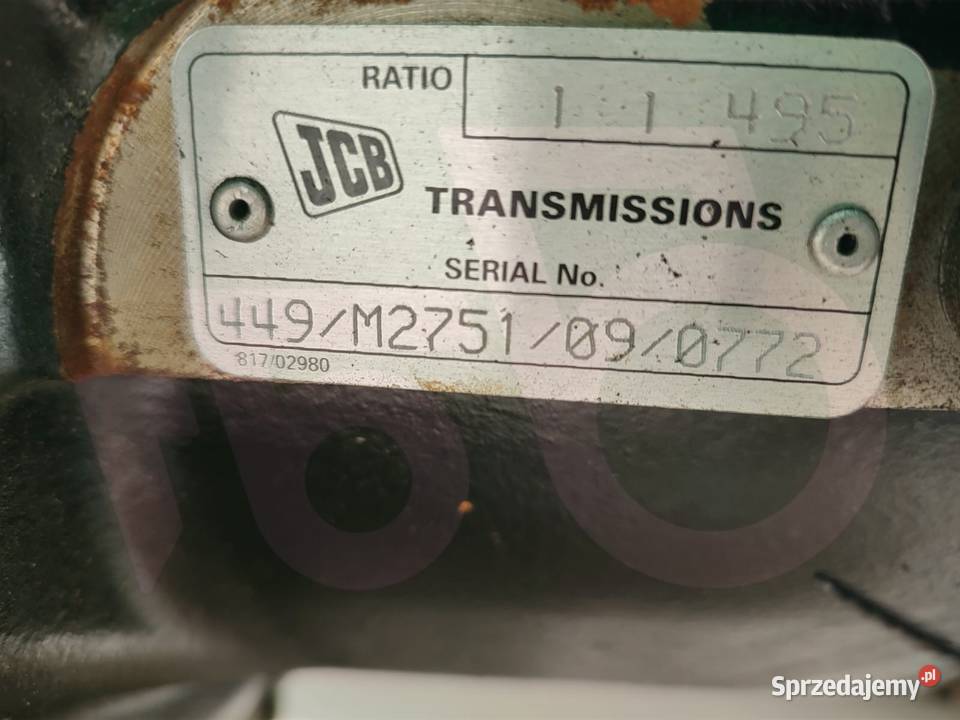 RATIO
1 1 495
JCB
TRANSMISSIONS
SERIAL No.
449/M2751/09/0772
817/02980
Sprzedajemy.pl